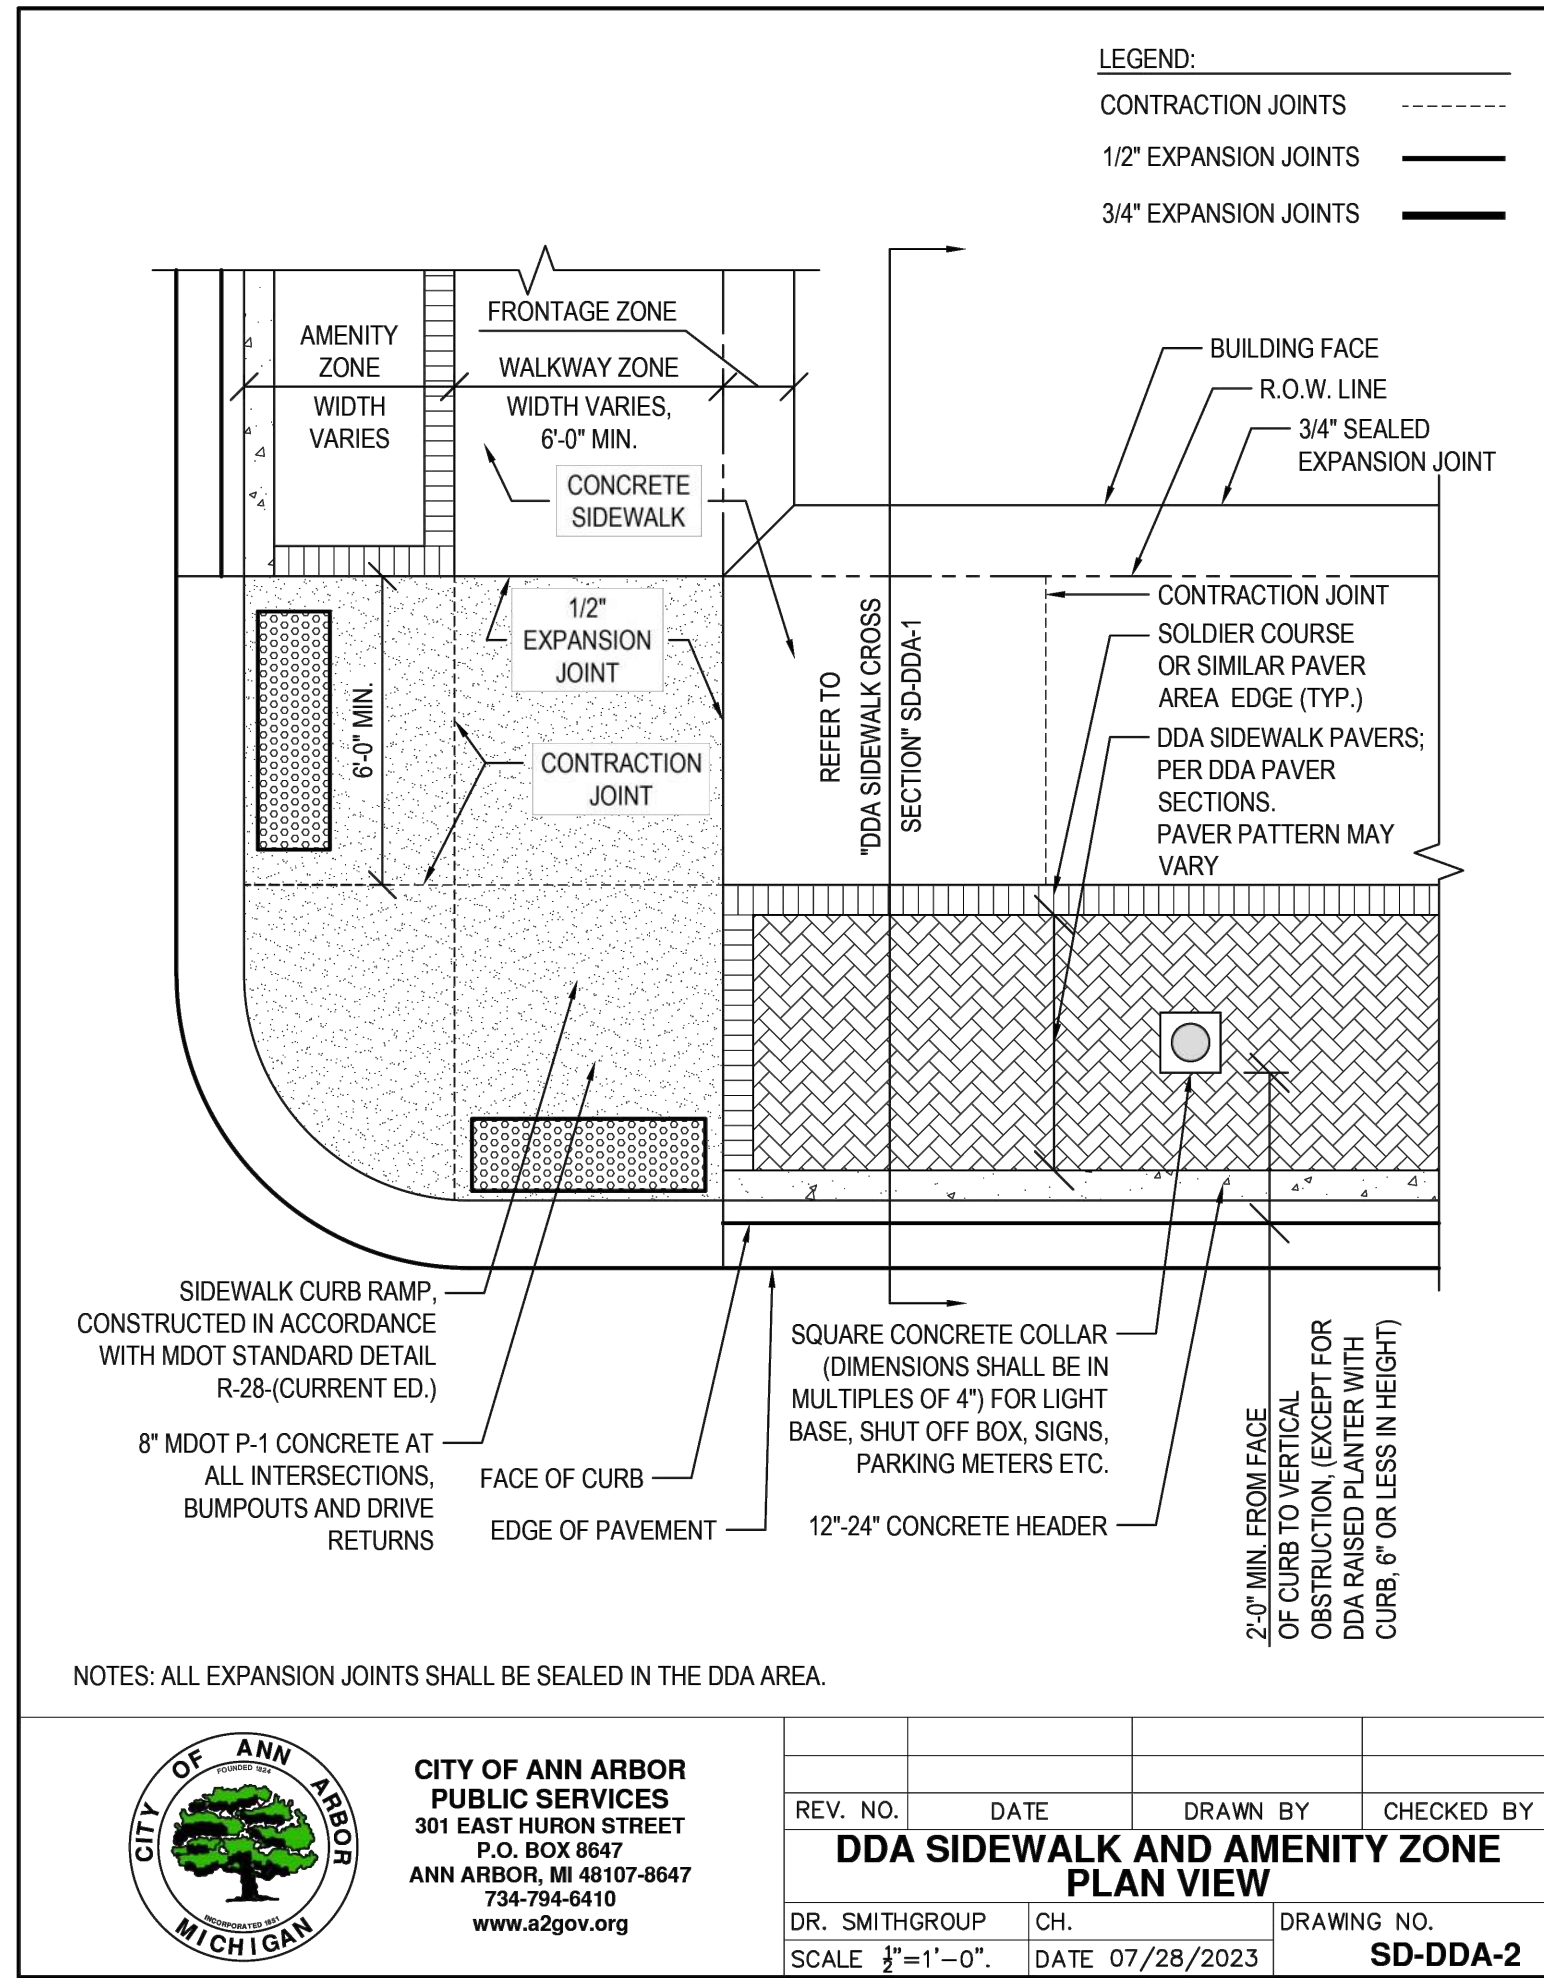 LEGEND:
CONTRACTION JOINTS
1/2" EXPANSION JOINTS
3/4" EXPANSION JOINTS
FRONTAGE ZONE
AMENITY
ZONE
WIDTH
VARIES
WALKWAY ZONE
WIDTH VARIES,
6'-0" MIN.
CONCRETE
SIDEWALK
BUILDING FACE
R.O.W. LINE
3/4" SEALED
EXPANSION JOINT
1/2"
EXPANSION
JOINT
6'-0" MIN.
CONTRACTION
JOINT
REFER TO
"DDA SIDEWALK CROSS
SECTION" SD-DDA-1
CONTRACTION JOINT
SOLDIER COURSE
OR SIMILAR PAVER
AREA EDGE (TYP.)
DDA SIDEWALK PAVERS;
PER DDA PAVER
SECTIONS.
PAVER PATTERN MAY
VARY
SIDEWALK CURB RAMP,
CONSTRUCTED IN ACCORDANCE
WITH MDOT STANDARD DETAIL
R-28-(CURRENT ED.)
8" MDOT P-1 CONCRETE AT
ALL INTERSECTIONS,
BUMPOUTS AND DRIVE
RETURNS
FACE OF CURB
EDGE OF PAVEMENT
SQUARE CONCRETE COLLAR
(DIMENSIONS SHALL BE IN
MULTIPLES OF 4") FOR LIGHT
BASE, SHUT OFF BOX, SIGNS,
PARKING METERS ETC.
12"-24" CONCRETE HEADER
2'-0" MIN. FROM FACE
OF CURB TO VERTICAL
OBSTRUCTION, (EXCEPT FOR
DDA RAISED PLANTER WITH
CURB, 6" OR LESS IN HEIGHT)
NOTES: ALL EXPANSION JOINTS SHALL BE SEALED IN THE DDA AREA.
CITY OF ANN ARBOR
MICHIGAN
FOUNDED 1824
INCORPORATED 1851
CITY OF ANN ARBOR
PUBLIC SERVICES
301 EAST HURON STREET
P.O. BOX 8647
ANN ARBOR, MI 48107-8647
734-794-6410
www.a2gov.org
REV. NO. DATE DRAWN BY CHECKED BY
DDA SIDEWALK AND AMENITY ZONE
PLAN VIEW
DR. SMITHGROUP CH. DRAWING NO.
SCALE 1/2"=1'-0". DATE 07/28/2023 SD-DDA-2